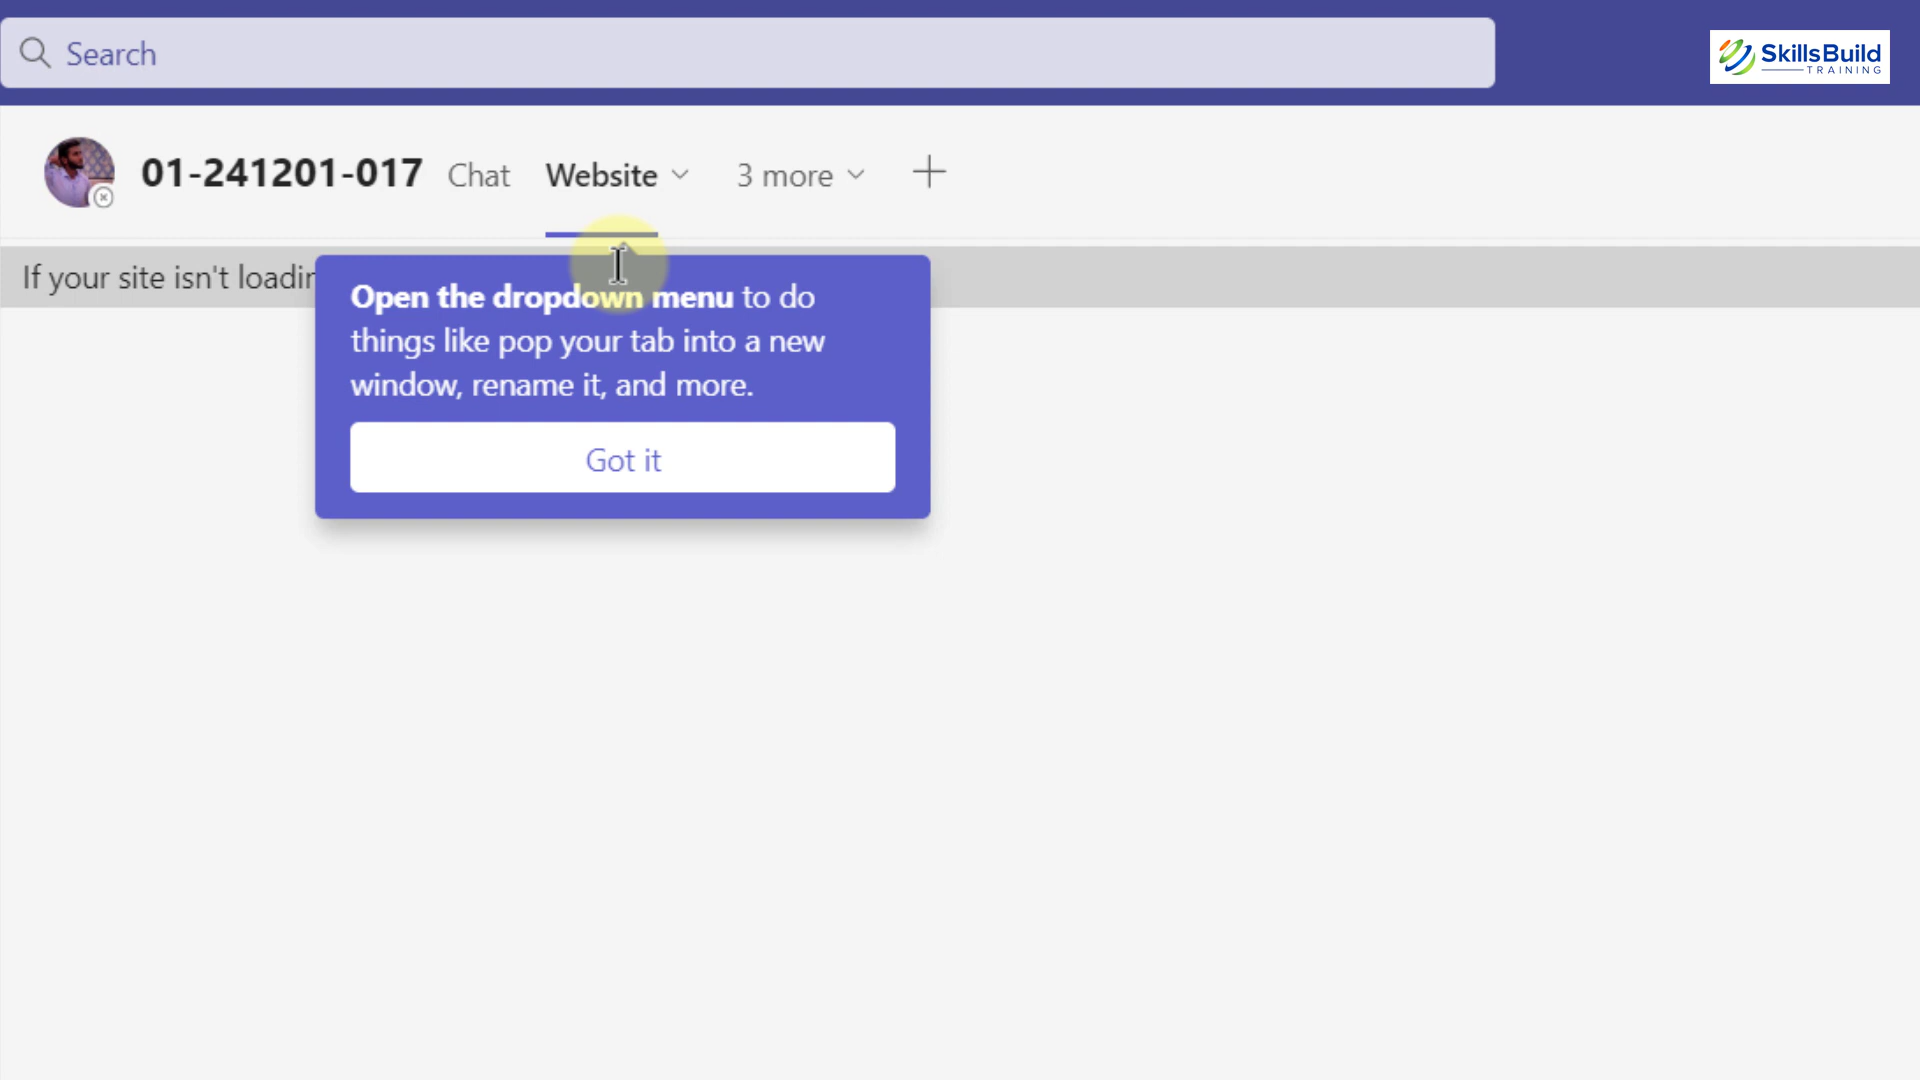 Search
SkillsBuild
TRAINING
01-241201-017 Chat Website 3 more
If your site isn't
Open the dropdown menu to do
things like pop your tab into a new
window, rename it, and more.
Got it